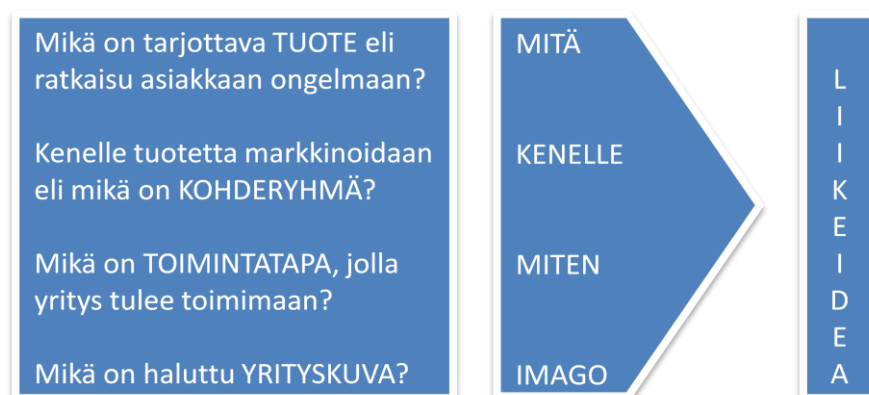 Mikä on tarjottava TUOTE eli
ratkaisu asiakkaan ongelmaan?
Kenelle tuotetta markkinoidaan
eli mikä on KOHDERYHMÄ?
Mikä on TOIMINTATAPA, jolla
yritys tulee toimimaan?
Mikä on haluttu YRITYSKUVA?
MITÄ
KENELLE
MITEN
IMAGO
L
I
I
K
E
I
D
E
A